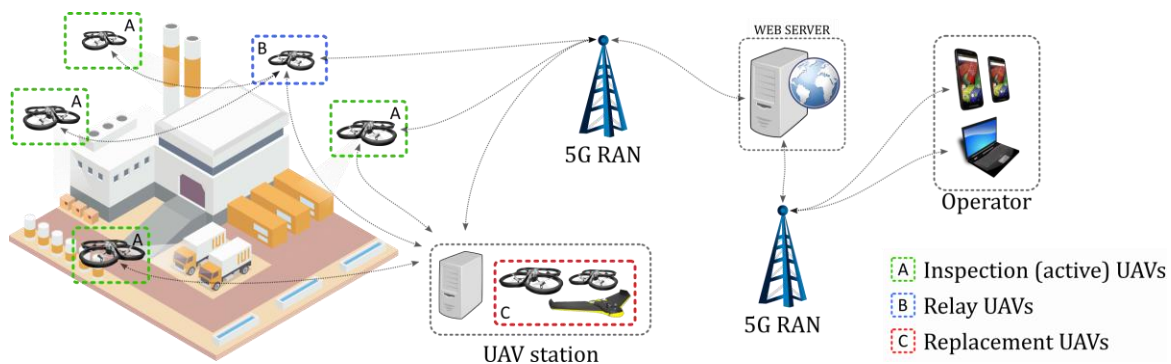 A
B
WEB SERVER
A
A
5G RAN
Operator
A
5G RAN
C
UAV station
A Inspection (active) UAVs
B Relay UAVs
C Replacement UAVs